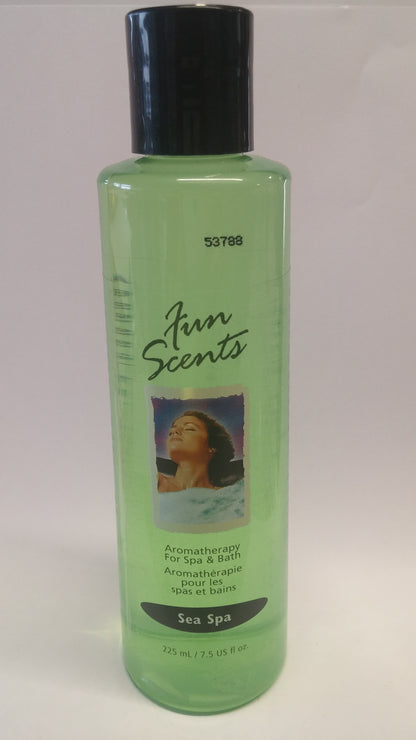 53788
Fun
Scents
Aromatherapy
For Spa & Bath
Aromathérapie
pour les
spas et bains
Sea Spa
225 mL / 7.5 US fl oz.